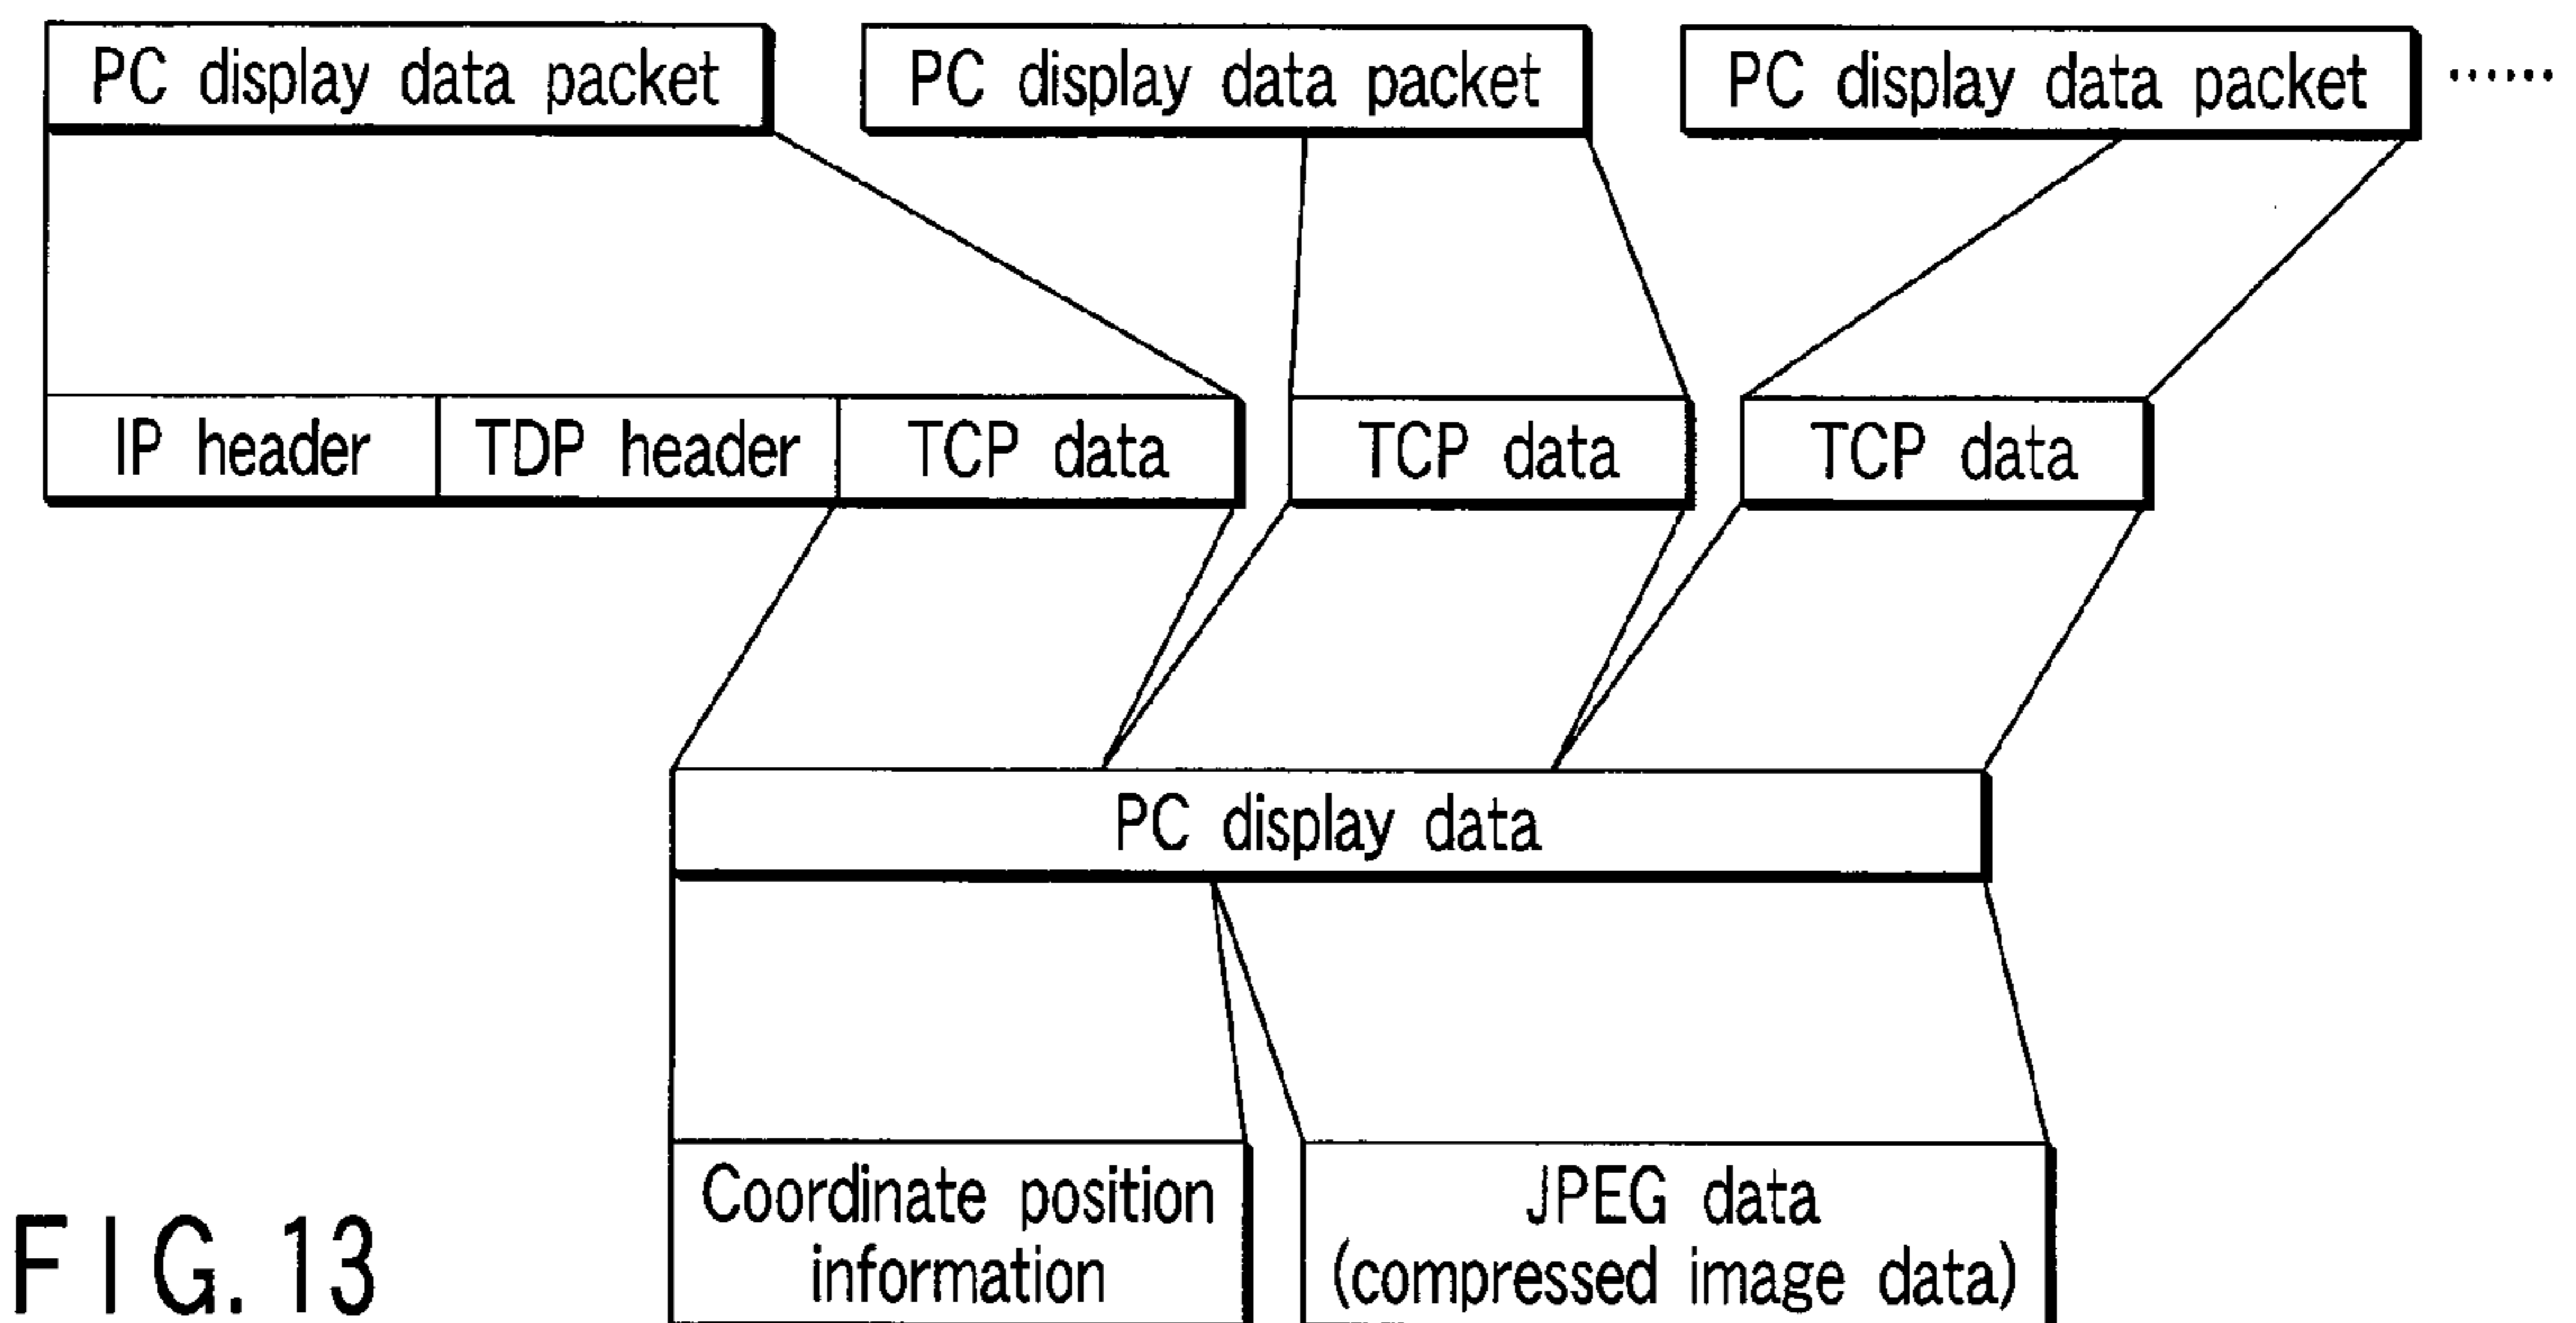 PC display data packet
PC display data packet
PC display data packet ......
IP header
TDP header
TCP data
TCP data
TCP data
PC display data
Coordinate position
information
JPEG data
(compressed image data)
FIG.13